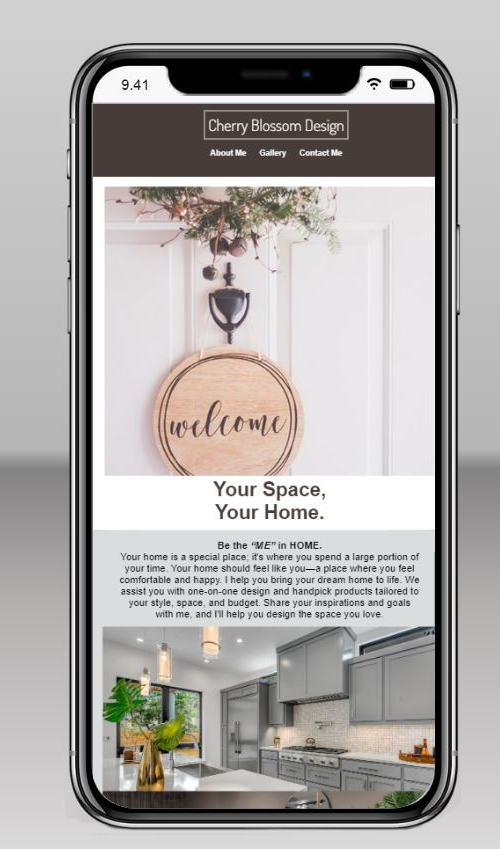 9.41
Cherry Blossom Design
About Me Gallery Contact Me
welcome
Your Space,
Your Home.
Be the “ME” in HOME.
Your home is a special place; it's where you spend a large portion of
your time. Your home should feel like you—a place where you feel
comfortable and happy. I help you bring your dream home to life. We
assist you with one-on-one design and handpick products tailored to
your style, space, and budget. Share your inspirations and goals
with me, and I'll help you design the space you love.